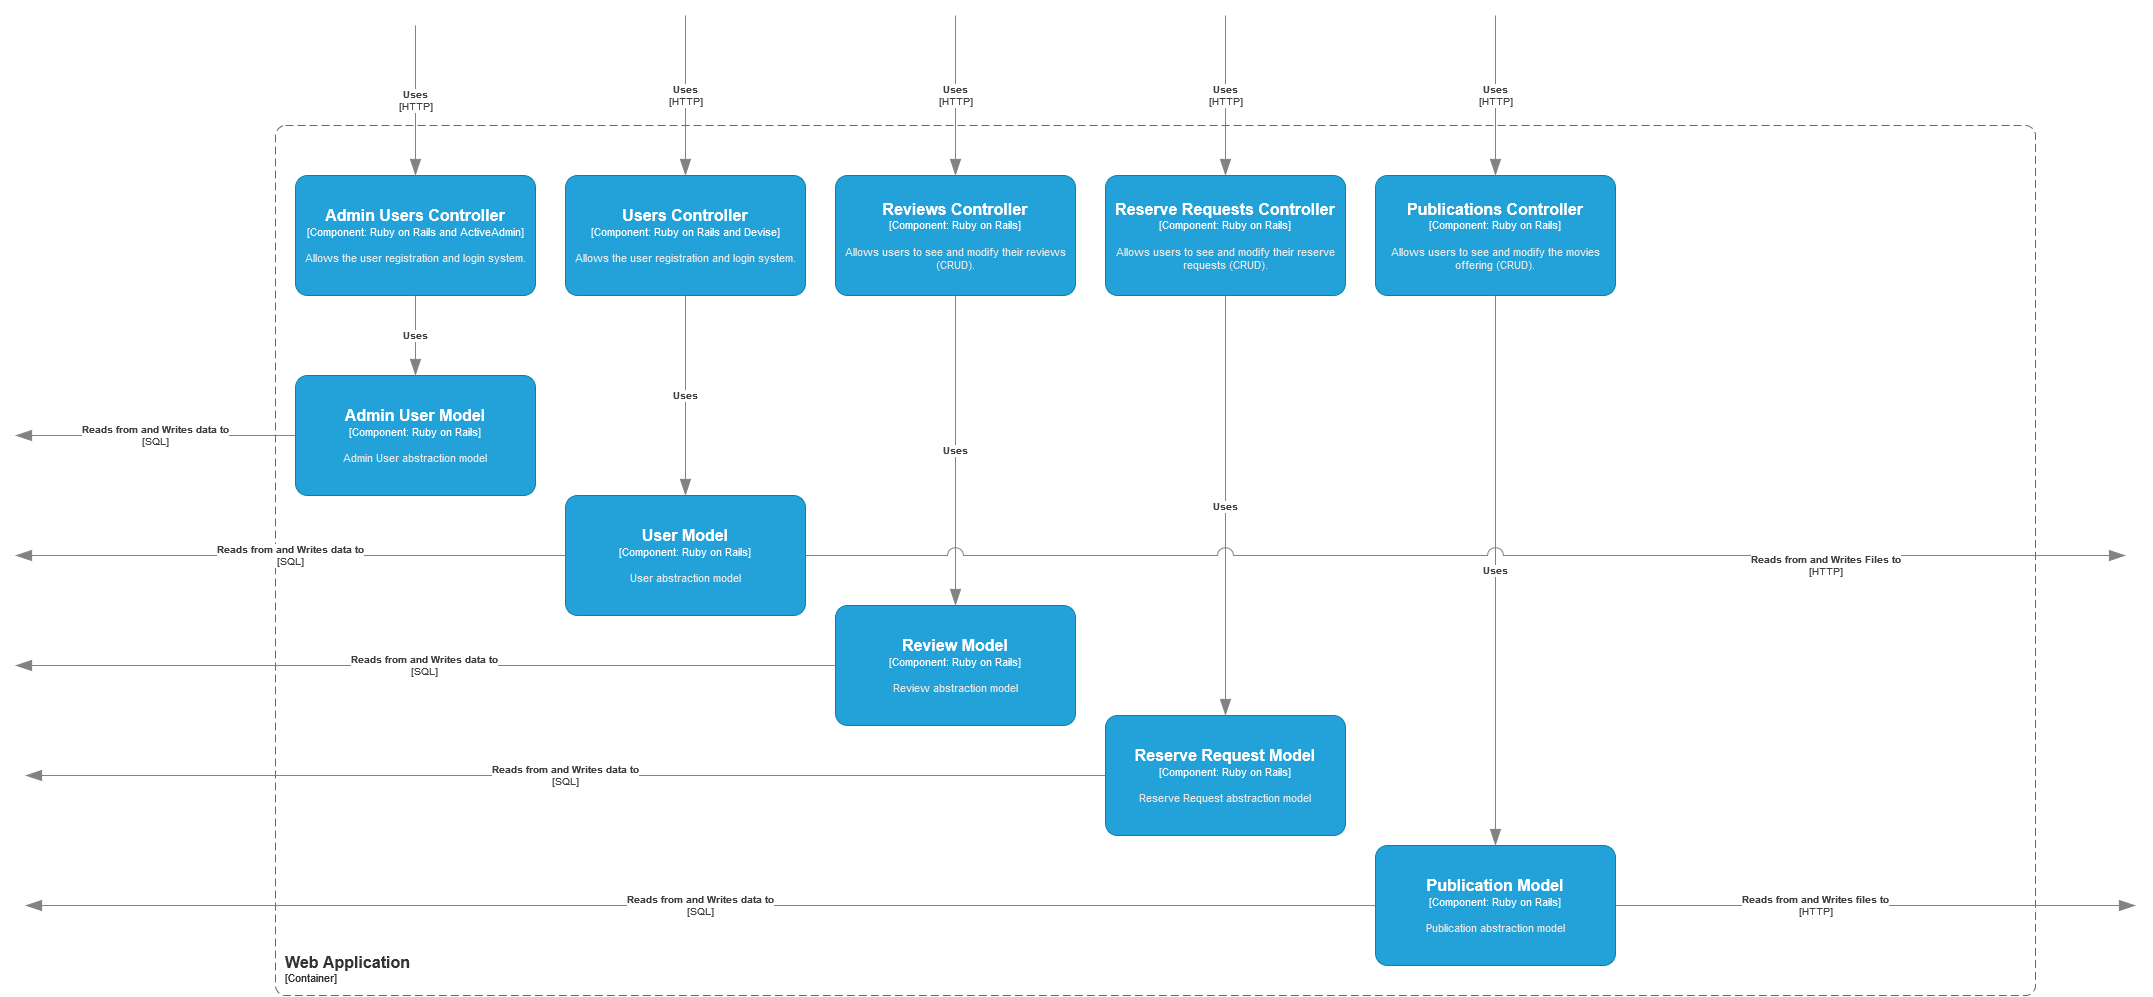 Uses
[HTTP]
Uses
[HTTP]
Uses
[HTTP]
Uses
[HTTP]
Uses
[HTTP]
Admin Users Controller
[Component: Ruby on Rails and ActiveAdmin]
Allows the user registration and login system.
Users Controller
[Component: Ruby on Rails and Devise]
Allows the user registration and login system.
Reviews Controller
[Component: Ruby on Rails]
Allows users to see and modify their reviews
(CRUD).
Reserve Requests Controller
[Component: Ruby on Rails]
Allows users to see and modify their reserve
requests (CRUD).
Publications Controller
[Component: Ruby on Rails]
Allows users to see and modify the movies
offering (CRUD).
Uses
Uses
Uses
Uses
Uses
Admin User Model
[Component: Ruby on Rails]
Admin User abstraction model
Reads from and Writes data to
[SQL]
User Model
[Component: Ruby on Rails]
User abstraction model
Reads from and Writes data to
[SQL]
Reads from and Writes Files to
[HTTP]
Review Model
[Component: Ruby on Rails]
Review abstraction model
Reads from and Writes data to
[SQL]
Reserve Request Model
[Component: Ruby on Rails]
Reserve Request abstraction model
Reads from and Writes data to
[SQL]
Publication Model
[Component: Ruby on Rails]
Publication abstraction model
Reads from and Writes data to
[SQL]
Reads from and Writes files to
[HTTP]
Web Application
[Container]